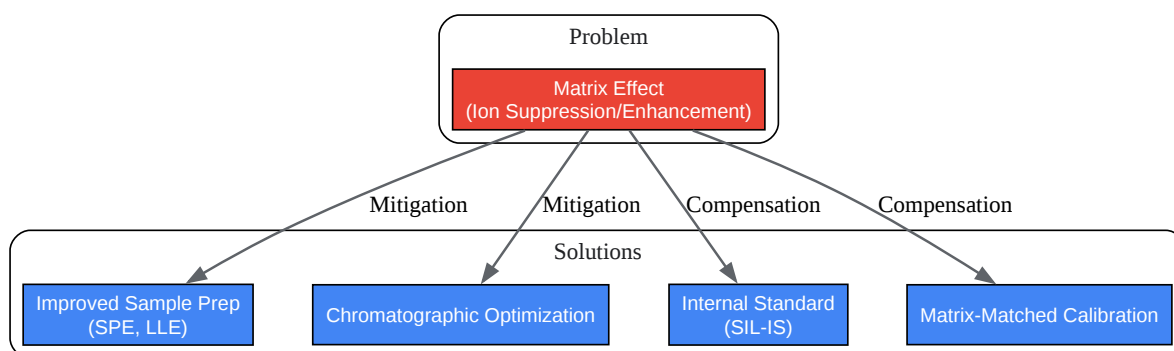 Problem
Matrix Effect
(Ion Suppression/Enhancement)
Mitigation
Mitigation
Compensation
Compensation
Solutions
Improved Sample Prep
(SPE, LLE)
Chromatographic Optimization
Internal Standard
(SIL-IS)
Matrix-Matched Calibration